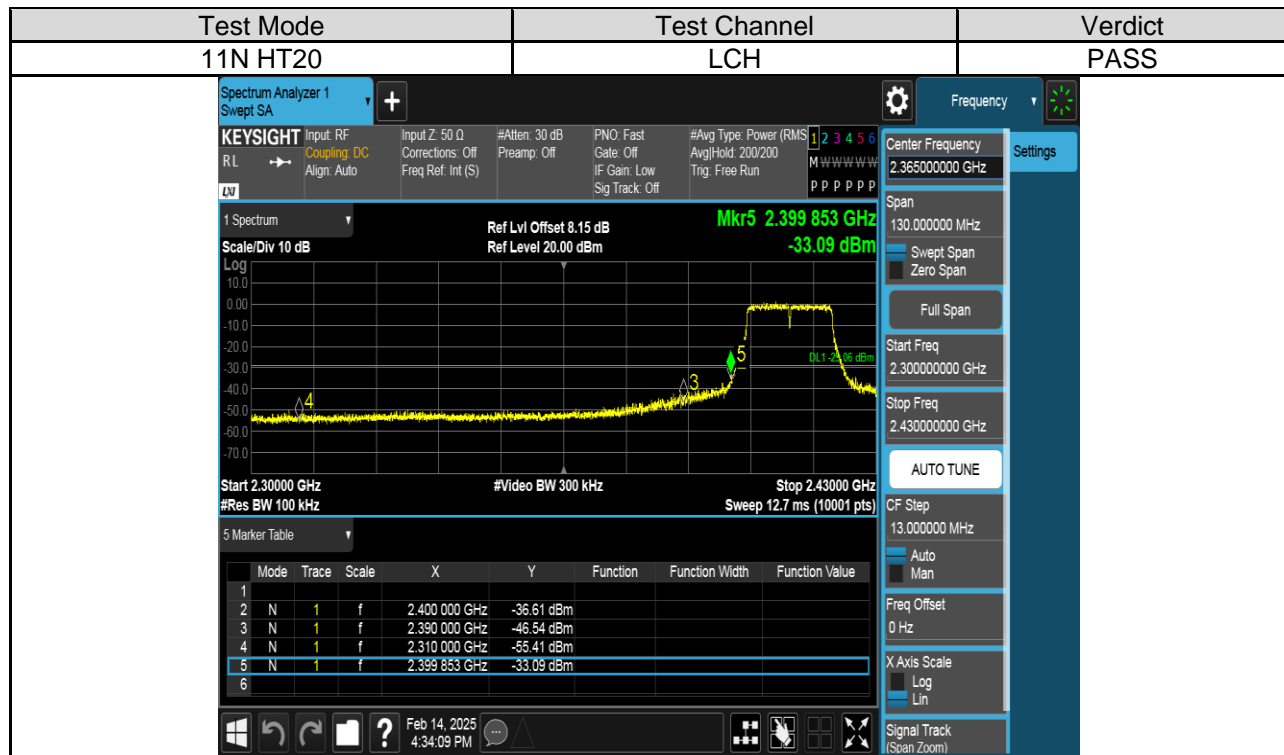 Test Mode Test Channel Verdict
11N HT20 LCH PASS
Spectrum Analyzer 1
Swept SA
+
Frequency
KEYSIGHT Input: RF Input Z: 50 Ω #Atten: 30 dB PNO: Fast #Avg Type: Power (RMS 1 2 3 4 5 6
RL Coupling: DC Corrections: Off Preamp: Off Gate: Off Avg|Hold: 200/200 M W W W W W
Align: Auto Freq Ref: Int (S) IF Gain: Low Trig: Free Run
LXI Sig Track: Off P P P P P P
1 Spectrum
Ref Lvl Offset 8.15 dB Mkr5 2.399 853 GHz
Scale/Div 10 dB Ref Level 20.00 dBm -33.09 dBm
Log
10.0
0.00
-10.0
-20.0
-30.0
-40.0
-50.0
-60.0
-70.0
4
3
5
DL1 -29.06 dBm
Start 2.30000 GHz #Video BW 300 kHz Stop 2.43000 GHz
#Res BW 100 kHz Sweep 12.7 ms (10001 pts)
5 Marker Table
Mode Trace Scale X Y Function Function Width Function Value
1
2 N 1 f 2.400 000 GHz -36.61 dBm
3 N 1 f 2.390 000 GHz -46.54 dBm
4 N 1 f 2.310 000 GHz -55.41 dBm
5 N 1 f 2.399 853 GHz -33.09 dBm
6
?
Feb 14, 2025
4:34:09 PM
Settings
Center Frequency
2.365000000 GHz
Span
130.000000 MHz
Swept Span
Zero Span
Full Span
Start Freq
2.300000000 GHz
Stop Freq
2.430000000 GHz
AUTO TUNE
CF Step
13.000000 MHz
Auto
Man
Freq Offset
0 Hz
X Axis Scale
Log
Lin
Signal Track
(Span Zoom)